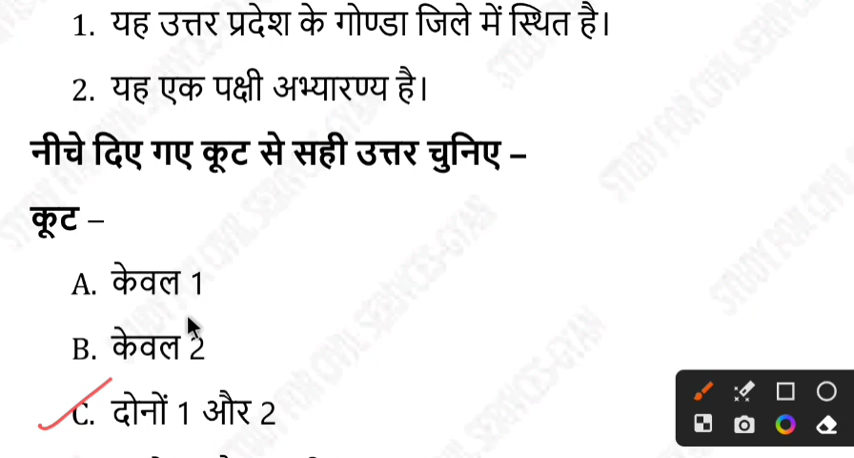 1. यह उत्तर प्रदेश के गोण्डा जिले में स्थित है।
2. यह एक पक्षी अभ्यारण्य है।
नीचे दिए गए कूट से सही उत्तर चुनिए –
कूट –
A. केवल 1
B. केवल 2
C. दोनों 1 और 2